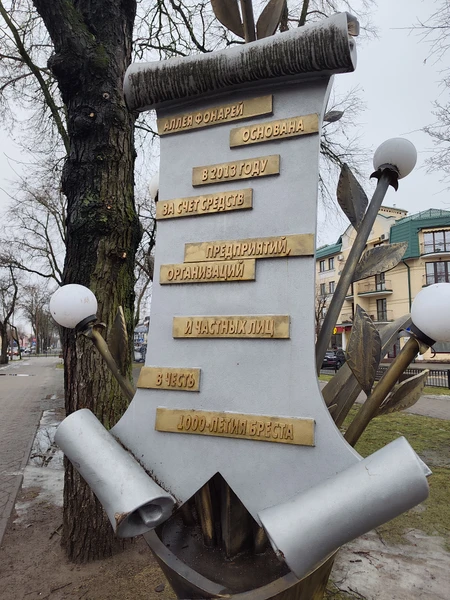 АЛЛЕЯ ФОНАРЕЙ
ОСНОВАНА
В 2013 ГОДУ
ЗА СЧЕТ СРЕДСТВ
ПРЕДПРИЯТИЙ,
ОРГАНИЗАЦИЙ
И ЧАСТНЫХ ЛИЦ
В ЧЕСТЬ
1000-ЛЕТИЯ БРЕСТА